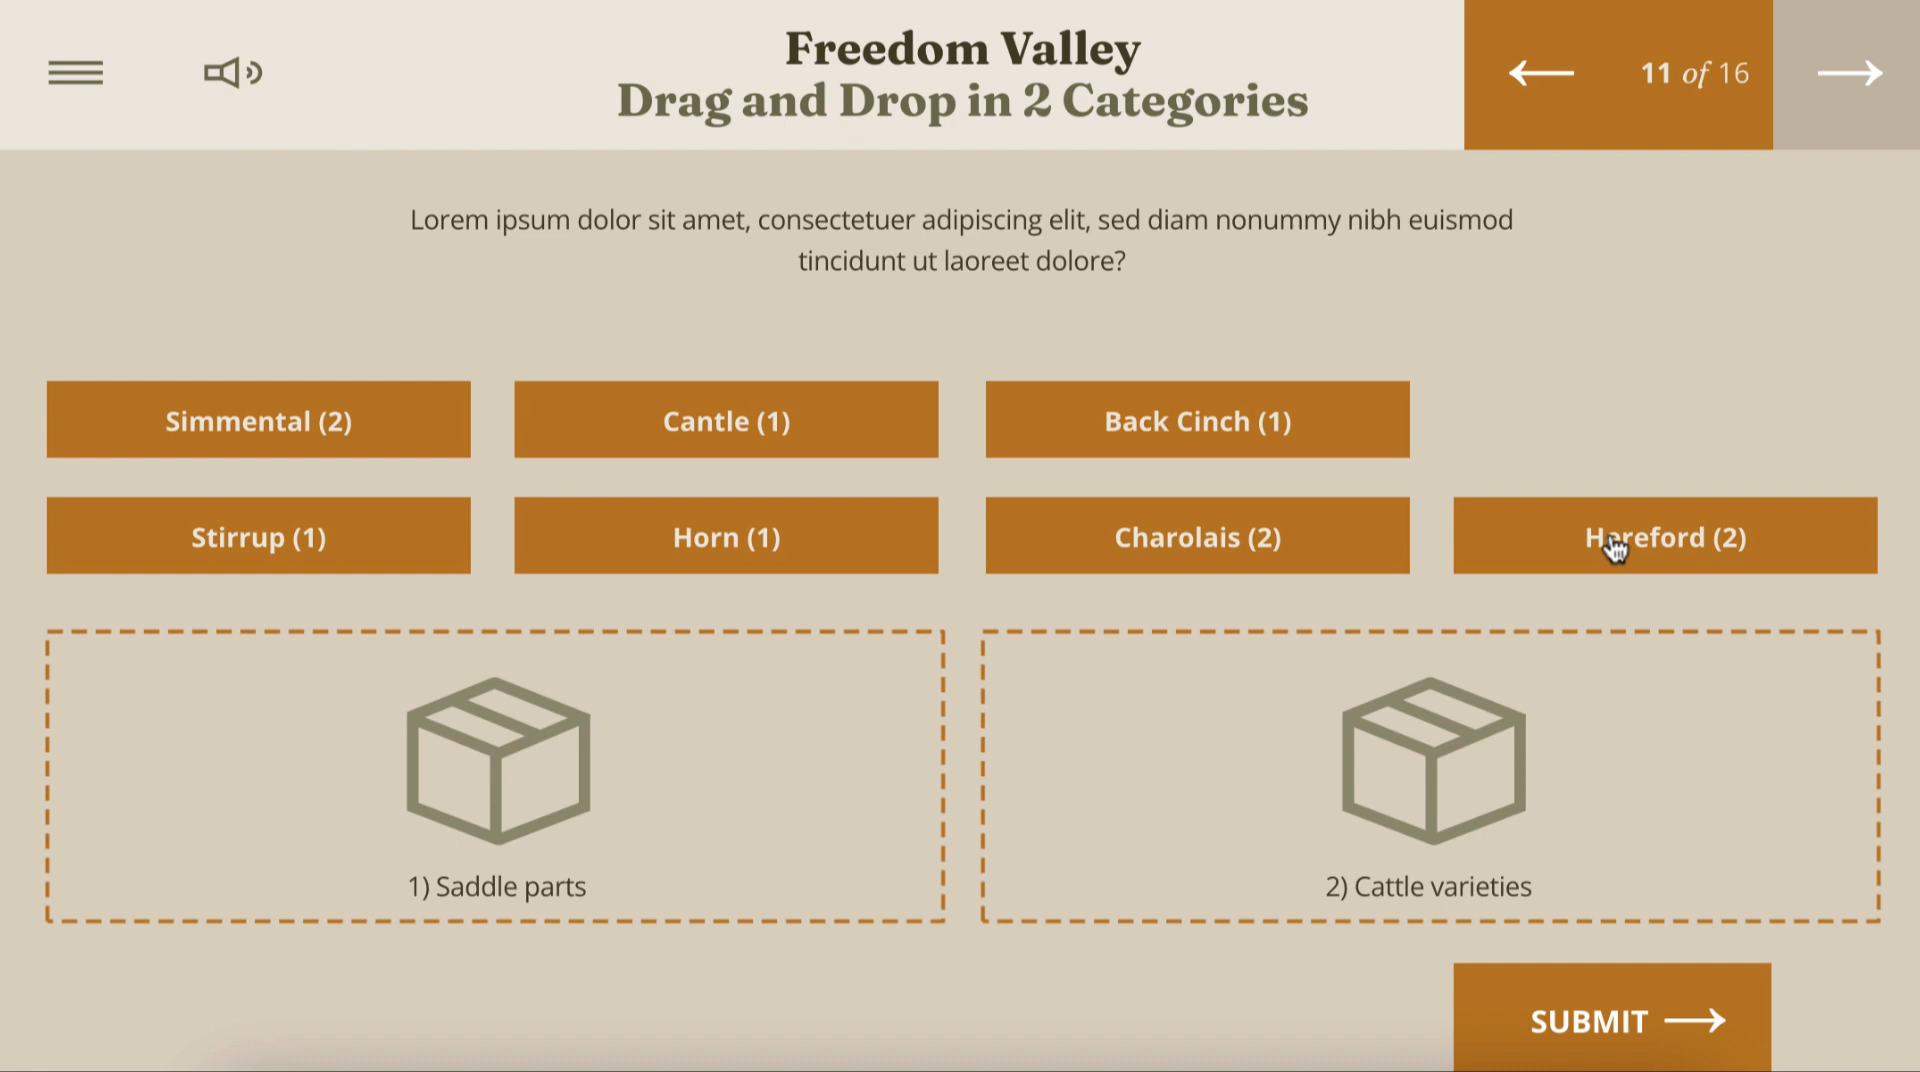 Freedom Valley
Drag and Drop in 2 Categories
11 of 16
Lorem ipsum dolor sit amet, consectetuer adipiscing elit, sed diam nonummy nibh euismod
tincidunt ut laoreet dolore?
Simmental (2)
Cantle (1)
Back Cinch (1)
Stirrup (1)
Horn (1)
Charolais (2)
Hereford (2)
1) Saddle parts
2) Cattle varieties
SUBMIT